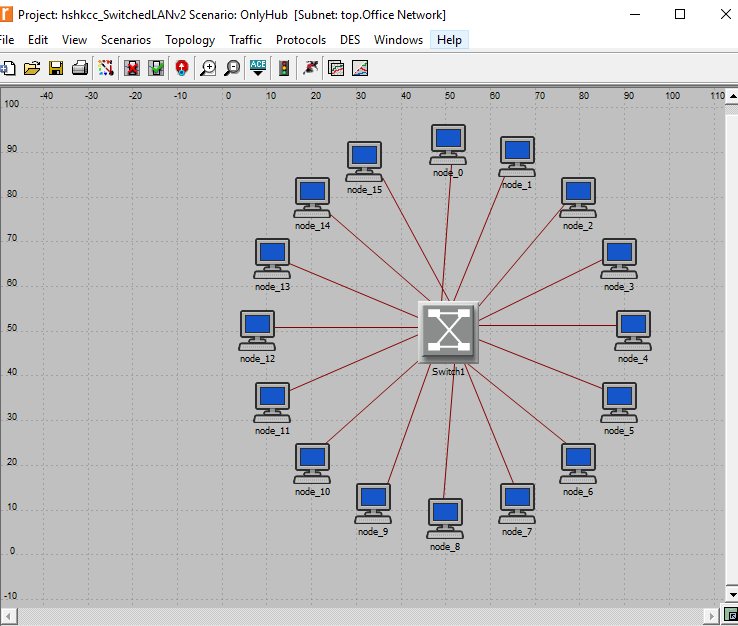 Project: hshkcc_SwitchedLANv2 Scenario: OnlyHub [Subnet: top.Office Network]
File Edit View Scenarios Topology Traffic Protocols DES Windows Help
ACE
-40 -30 -20 -10 0 10 20 30 40 50 60 70 80 90 100 110
100
90
80
70
60
50
40
30
20
10
0
-10
node_0
node_1
node_15
node_2
node_14
node_3
node_13
node_12
node_4
Switch1
node_11
node_5
node_10
node_6
node_9
node_7
node_8